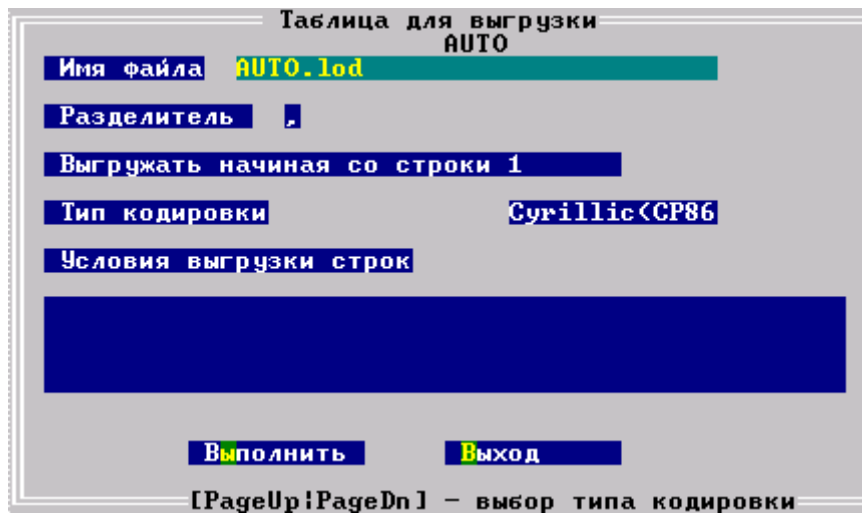 Таблица для выгрузки
AUTO
Имя файла AUTO.lod
Разделитель ,
Выгружать начиная со строки 1
Тип кодировки Cyrillic(CP86
Условия выгрузки строк
Выполнить Выход
[PageUp¦PageDn] - выбор типа кодировки